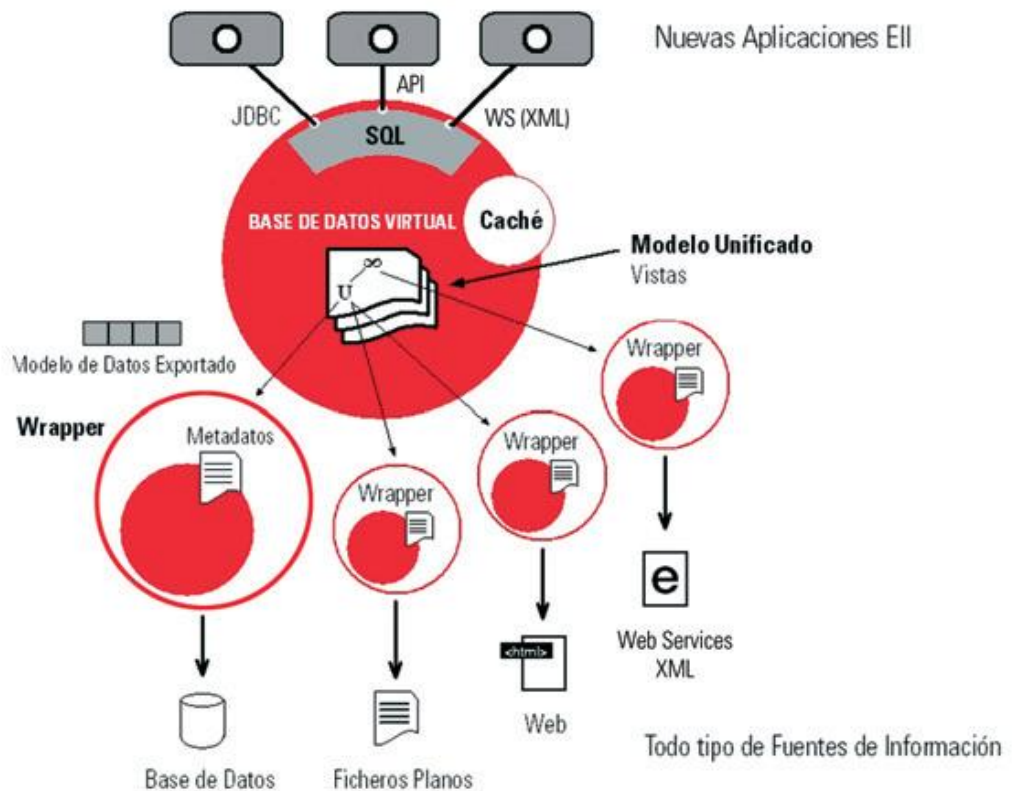 Nuevas Aplicaciones EII
API
JDBC
WS (XML)
SQL
BASE DE DATOS VIRTUAL
Caché
Modelo Unificado
Vistas
∞
U
Modelo de Datos Exportado
Wrapper
Wrapper
Metadatos
Wrapper
Wrapper
e
Web Services
XML
<html>
Web
Todo tipo de Fuentes de Información
Base de Datos
Ficheros Planos